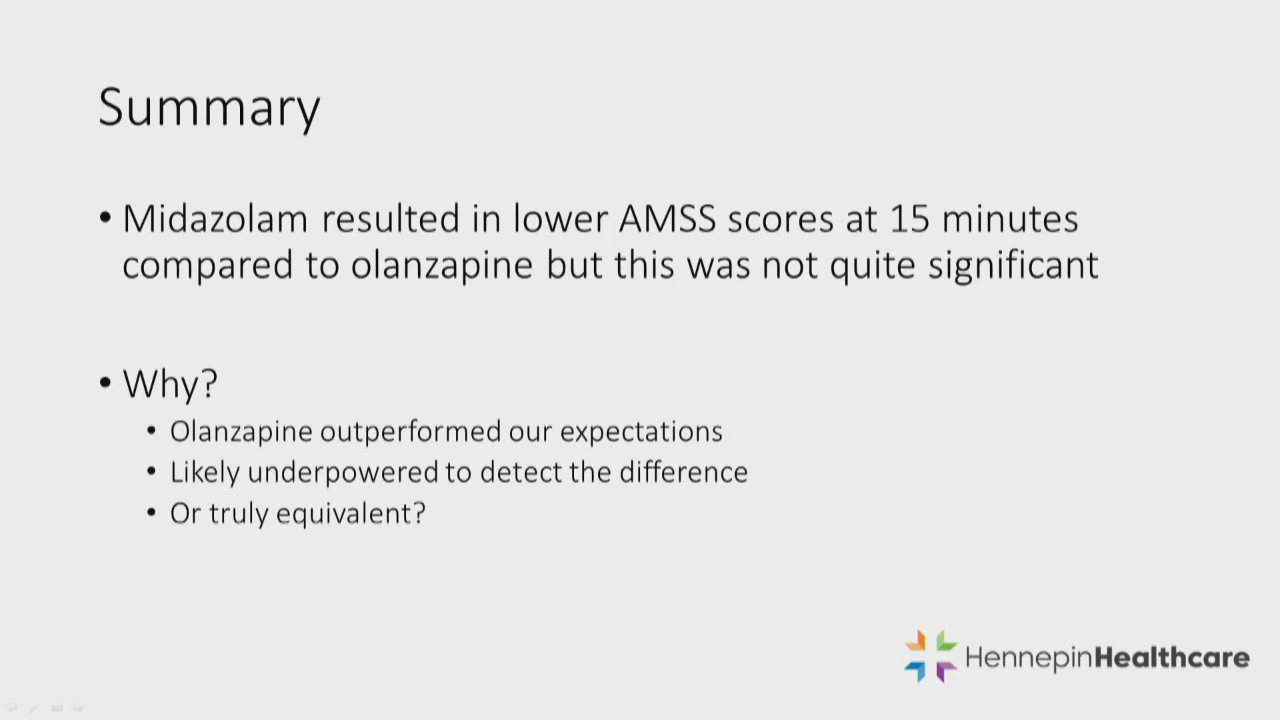 Summary
• Midazolam resulted in lower AMSS scores at 15 minutes
compared to olanzapine but this was not quite significant
• Why?
• Olanzapine outperformed our expectations
• Likely underpowered to detect the difference
• Or truly equivalent?
HennepinHealthcare